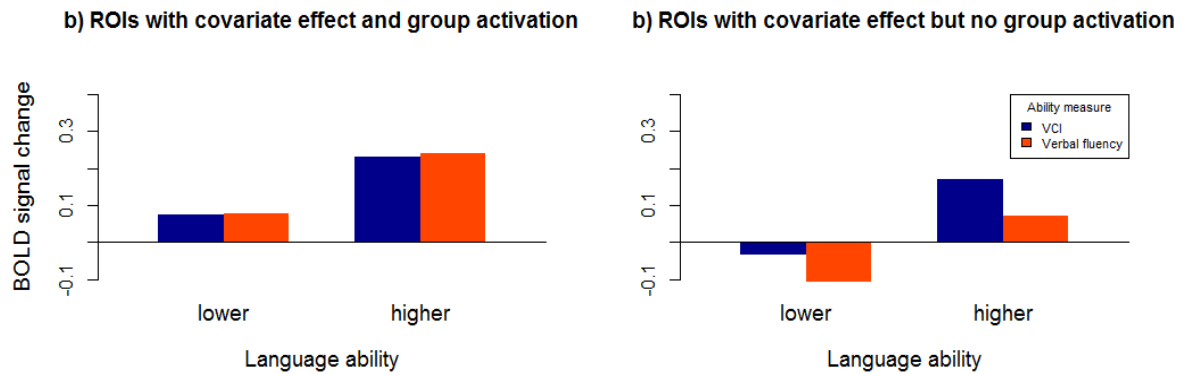 b) ROIs with covariate effect and group activation
BOLD signal change
0.3
0.1
-0.1
lower
higher
Language ability
b) ROIs with covariate effect but no group activation
0.3
0.1
-0.1
Ability measure
VCI
Verbal fluency
lower
higher
Language ability